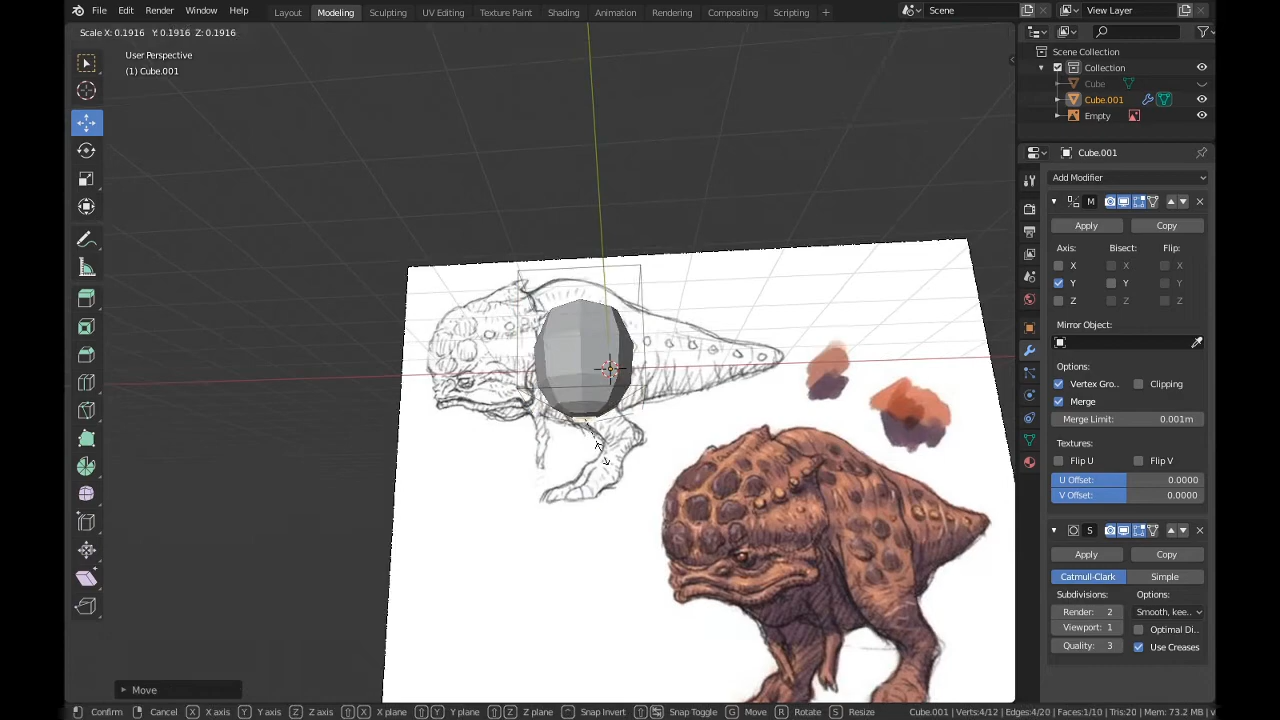 File Edit Render Window Help Layout Modeling Sculpting UV Editing Texture Paint Shading Animation Rendering Compositing Scripting + Scene View Layer
Scale X: 0.1916 Y: 0.1916 Z: 0.1916
User Perspective
(1) Cube.001
Scene Collection
Collection
Cube
Cube.001
Empty
Cube.001
Add Modifier
M
Apply Copy
Axis: Bisect: Flip:
X X X
Y Y Y
Z Z Z
Mirror Object:
Options:
Vertex Gro.. Clipping
Merge
Merge Limit: 0.001m
Textures:
Flip U Flip V
U Offset: 0.0000
V Offset: 0.0000
S
Apply Copy
Catmull-Clark Simple
Subdivisions: Options:
Render: 2 Smooth, kee..
Viewport: 1 Optimal Di..
Quality: 3 Use Creases
Move
Confirm Cancel X X axis Y Y axis Z Z axis X X plane Y Y plane Z Z plane Snap Invert Snap Toggle G Move R Rotate S Resize Cube.001 | Verts:4/12 | Edges:4/20 | Faces:1/10 | Tris:20 | Mem: 73.2 MB | v